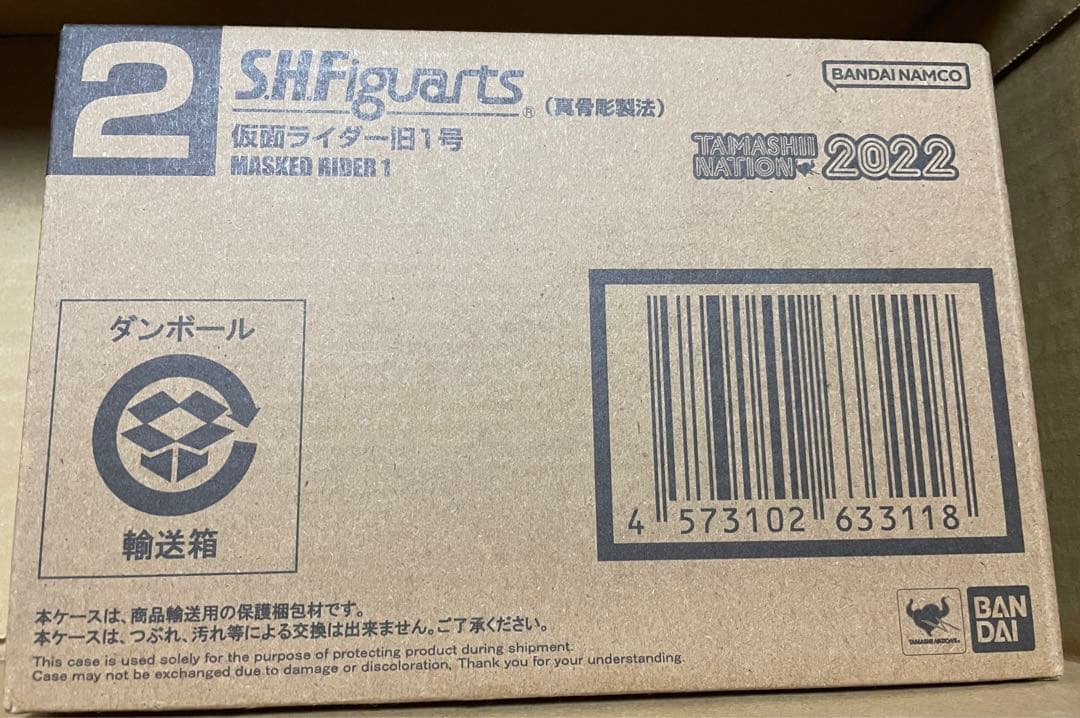 2
S.H.Figuarts® (真骨彫製法)
仮面ライダー旧1号
MASKED RIDER 1
BANDAI NAMCO
TAMASHII NATION 2022
ダンボール
輸送箱
4 573102 633118
本ケースは、商品輸送用の保護梱包材です。
本ケースは、つぶれ、汚れ等による交換は出来ません。ご了承ください。
This case is used solely for the purpose of protecting product during shipment.
Case may not be exchanged due to damage or discoloration, Thank you for your understanding.
TAMASHII NATIONS
BAN
DAI